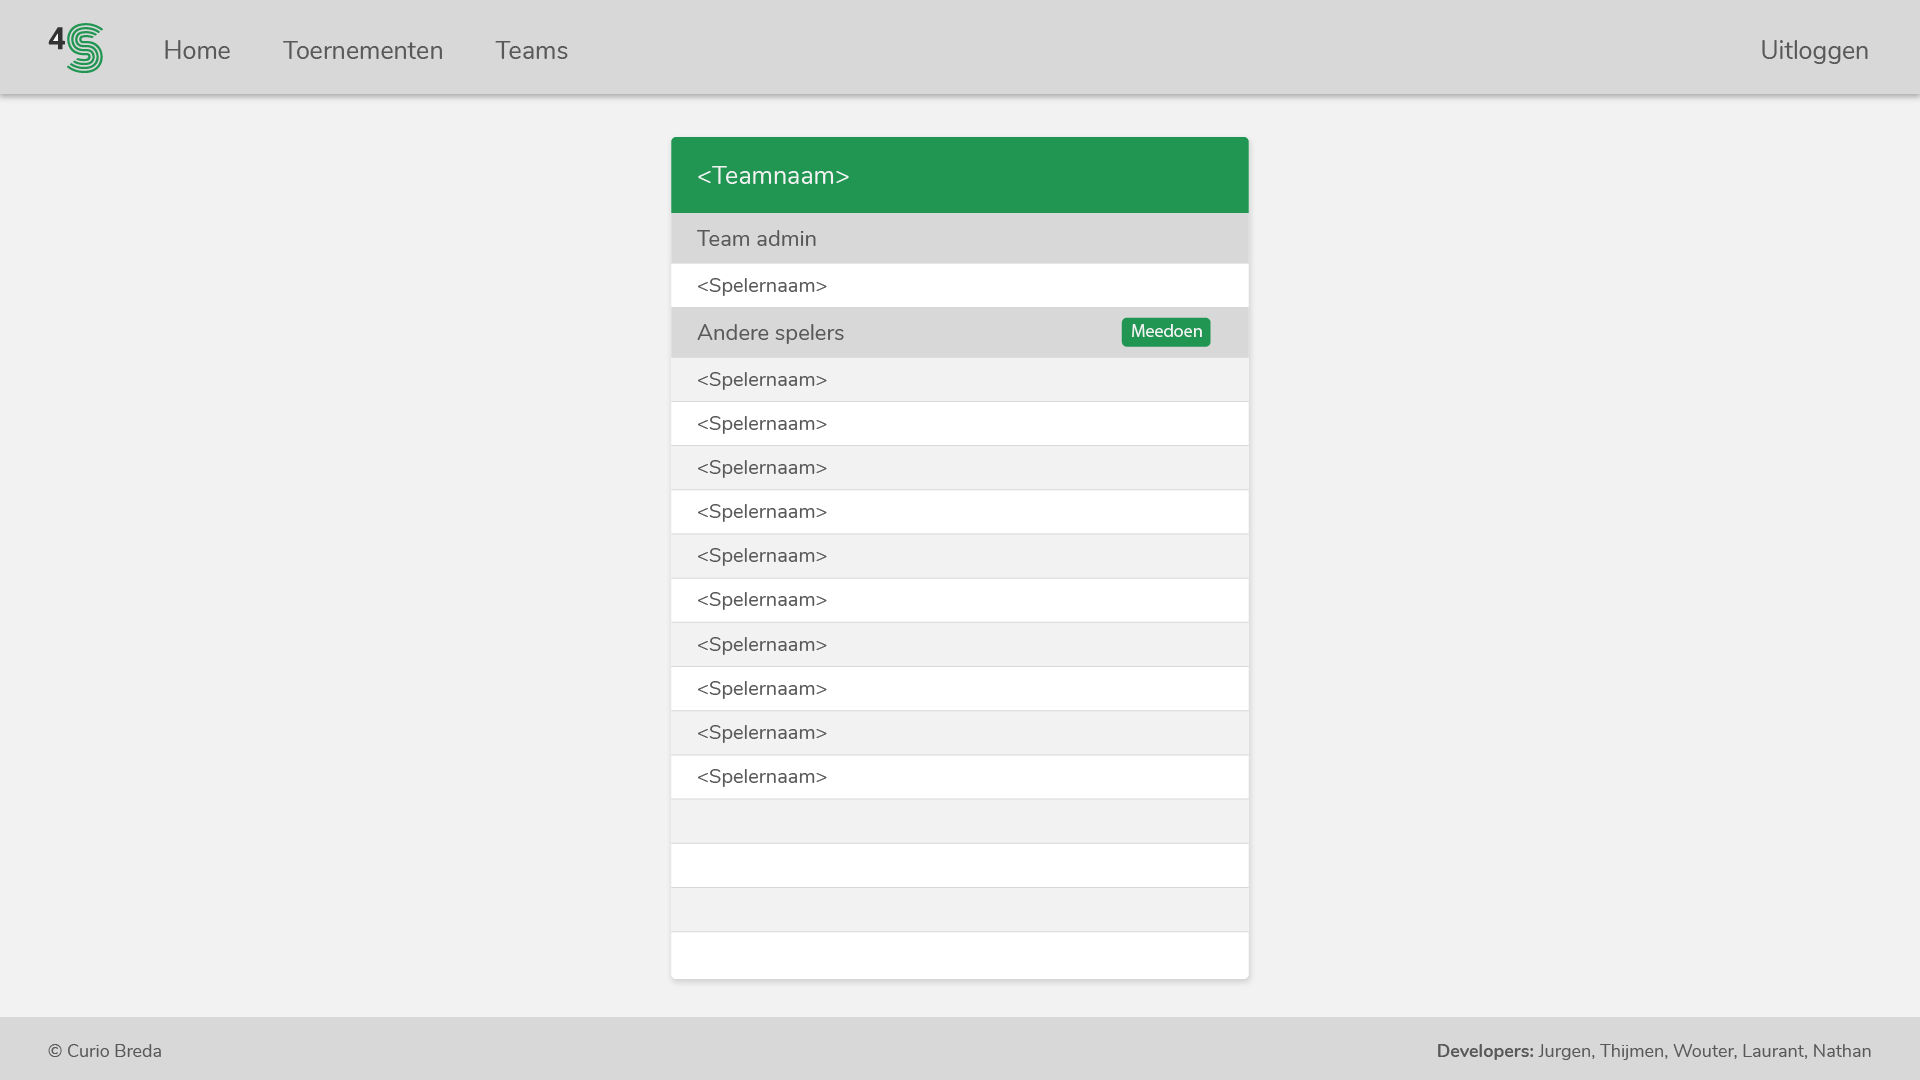 4S
Home Toernementen Teams Uitloggen
<Teamnaam>
Team admin
<Spelernaam>
Andere spelers Meedoen
<Spelernaam>
<Spelernaam>
<Spelernaam>
<Spelernaam>
<Spelernaam>
<Spelernaam>
<Spelernaam>
<Spelernaam>
<Spelernaam>
<Spelernaam>
© Curio Breda
Developers: Jurgen, Thijmen, Wouter, Laurant, Nathan